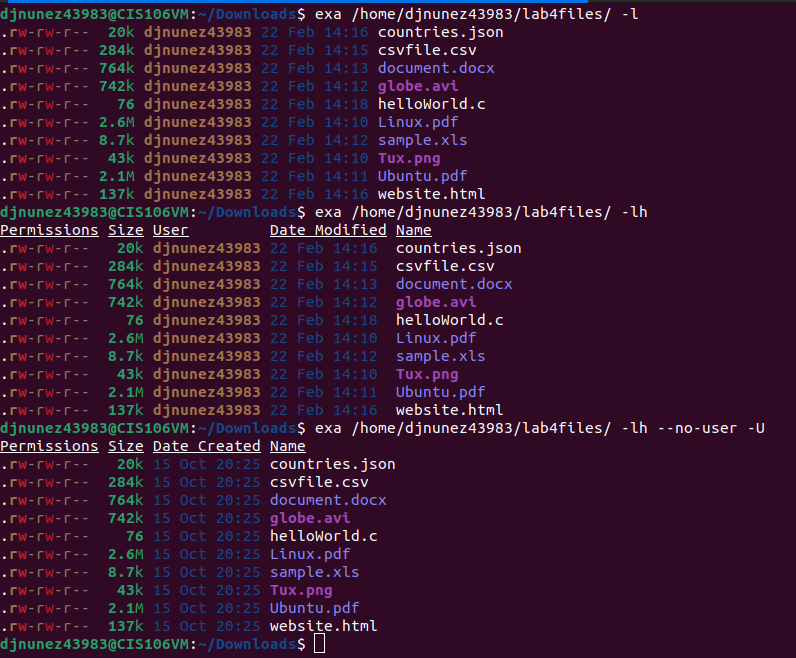 djnunez43983@CIS106VM:~/Downloads$ exa /home/djnunez43983/lab4files/ -l
.rw-rw-r-- 20k djnunez43983 22 Feb 14:16 countries.json
.rw-rw-r-- 284k djnunez43983 22 Feb 14:15 csvfile.csv
.rw-rw-r-- 764k djnunez43983 22 Feb 14:13 document.docx
.rw-rw-r-- 742k djnunez43983 22 Feb 14:12 globe.avi
.rw-rw-r-- 76 djnunez43983 22 Feb 14:18 helloWorld.c
.rw-rw-r-- 2.6M djnunez43983 22 Feb 14:10 Linux.pdf
.rw-rw-r-- 8.7k djnunez43983 22 Feb 14:12 sample.xls
.rw-rw-r-- 43k djnunez43983 22 Feb 14:10 Tux.png
.rw-rw-r-- 2.1M djnunez43983 22 Feb 14:11 Ubuntu.pdf
.rw-rw-r-- 137k djnunez43983 22 Feb 14:16 website.html
djnunez43983@CIS106VM:~/Downloads$ exa /home/djnunez43983/lab4files/ -lh
Permissions Size User Date Modified Name
.rw-rw-r-- 20k djnunez43983 22 Feb 14:16 countries.json
.rw-rw-r-- 284k djnunez43983 22 Feb 14:15 csvfile.csv
.rw-rw-r-- 764k djnunez43983 22 Feb 14:13 document.docx
.rw-rw-r-- 742k djnunez43983 22 Feb 14:12 globe.avi
.rw-rw-r-- 76 djnunez43983 22 Feb 14:18 helloWorld.c
.rw-rw-r-- 2.6M djnunez43983 22 Feb 14:10 Linux.pdf
.rw-rw-r-- 8.7k djnunez43983 22 Feb 14:12 sample.xls
.rw-rw-r-- 43k djnunez43983 22 Feb 14:10 Tux.png
.rw-rw-r-- 2.1M djnunez43983 22 Feb 14:11 Ubuntu.pdf
.rw-rw-r-- 137k djnunez43983 22 Feb 14:16 website.html
djnunez43983@CIS106VM:~/Downloads$ exa /home/djnunez43983/lab4files/ -lh --no-user -U
Permissions Size Date Created Name
.rw-rw-r-- 20k 15 Oct 20:25 countries.json
.rw-rw-r-- 284k 15 Oct 20:25 csvfile.csv
.rw-rw-r-- 764k 15 Oct 20:25 document.docx
.rw-rw-r-- 742k 15 Oct 20:25 globe.avi
.rw-rw-r-- 76 15 Oct 20:25 helloWorld.c
.rw-rw-r-- 2.6M 15 Oct 20:25 Linux.pdf
.rw-rw-r-- 8.7k 15 Oct 20:25 sample.xls
.rw-rw-r-- 43k 15 Oct 20:25 Tux.png
.rw-rw-r-- 2.1M 15 Oct 20:25 Ubuntu.pdf
.rw-rw-r-- 137k 15 Oct 20:25 website.html
djnunez43983@CIS106VM:~/Downloads$